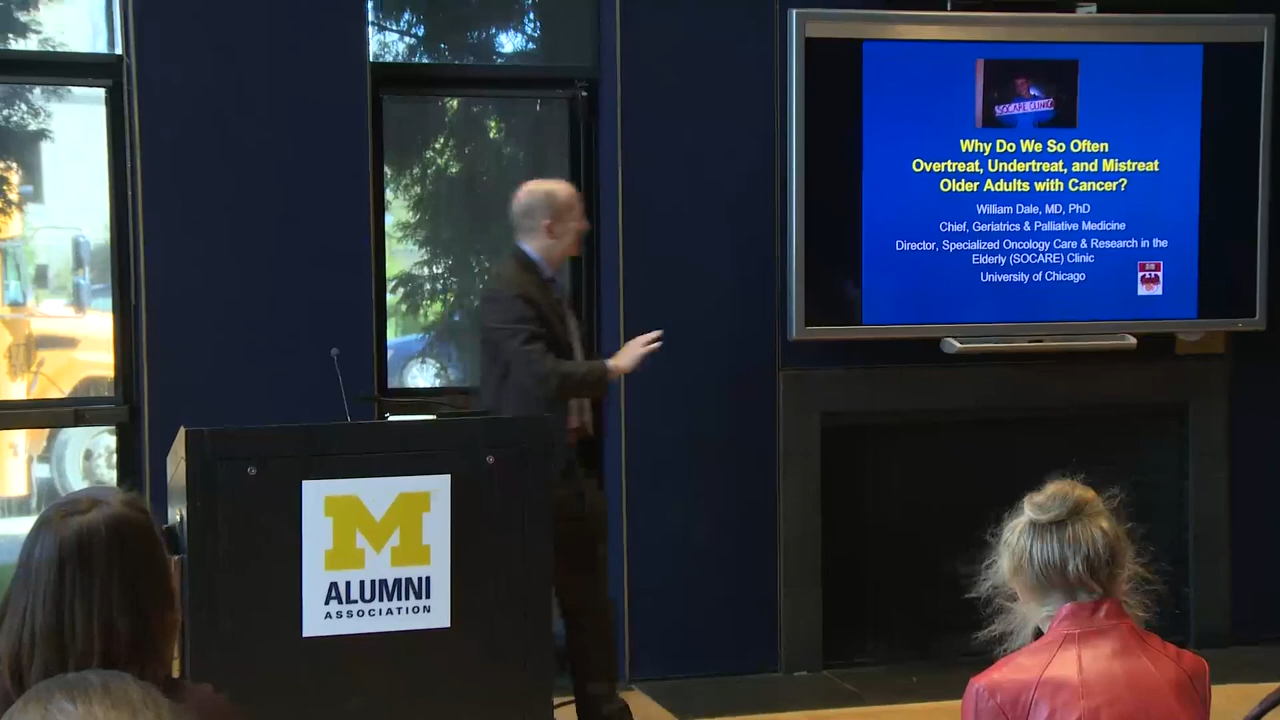 SOCARE CLINIC
Why Do We So Often
Overtreat, Undertreat, and Mistreat
Older Adults with Cancer?
William Dale, MD, PhD
Chief, Geriatrics & Palliative Medicine
Director, Specialized Oncology Care & Research in the
Elderly (SOCARE) Clinic
University of Chicago
M
ALUMNI
ASSOCIATION